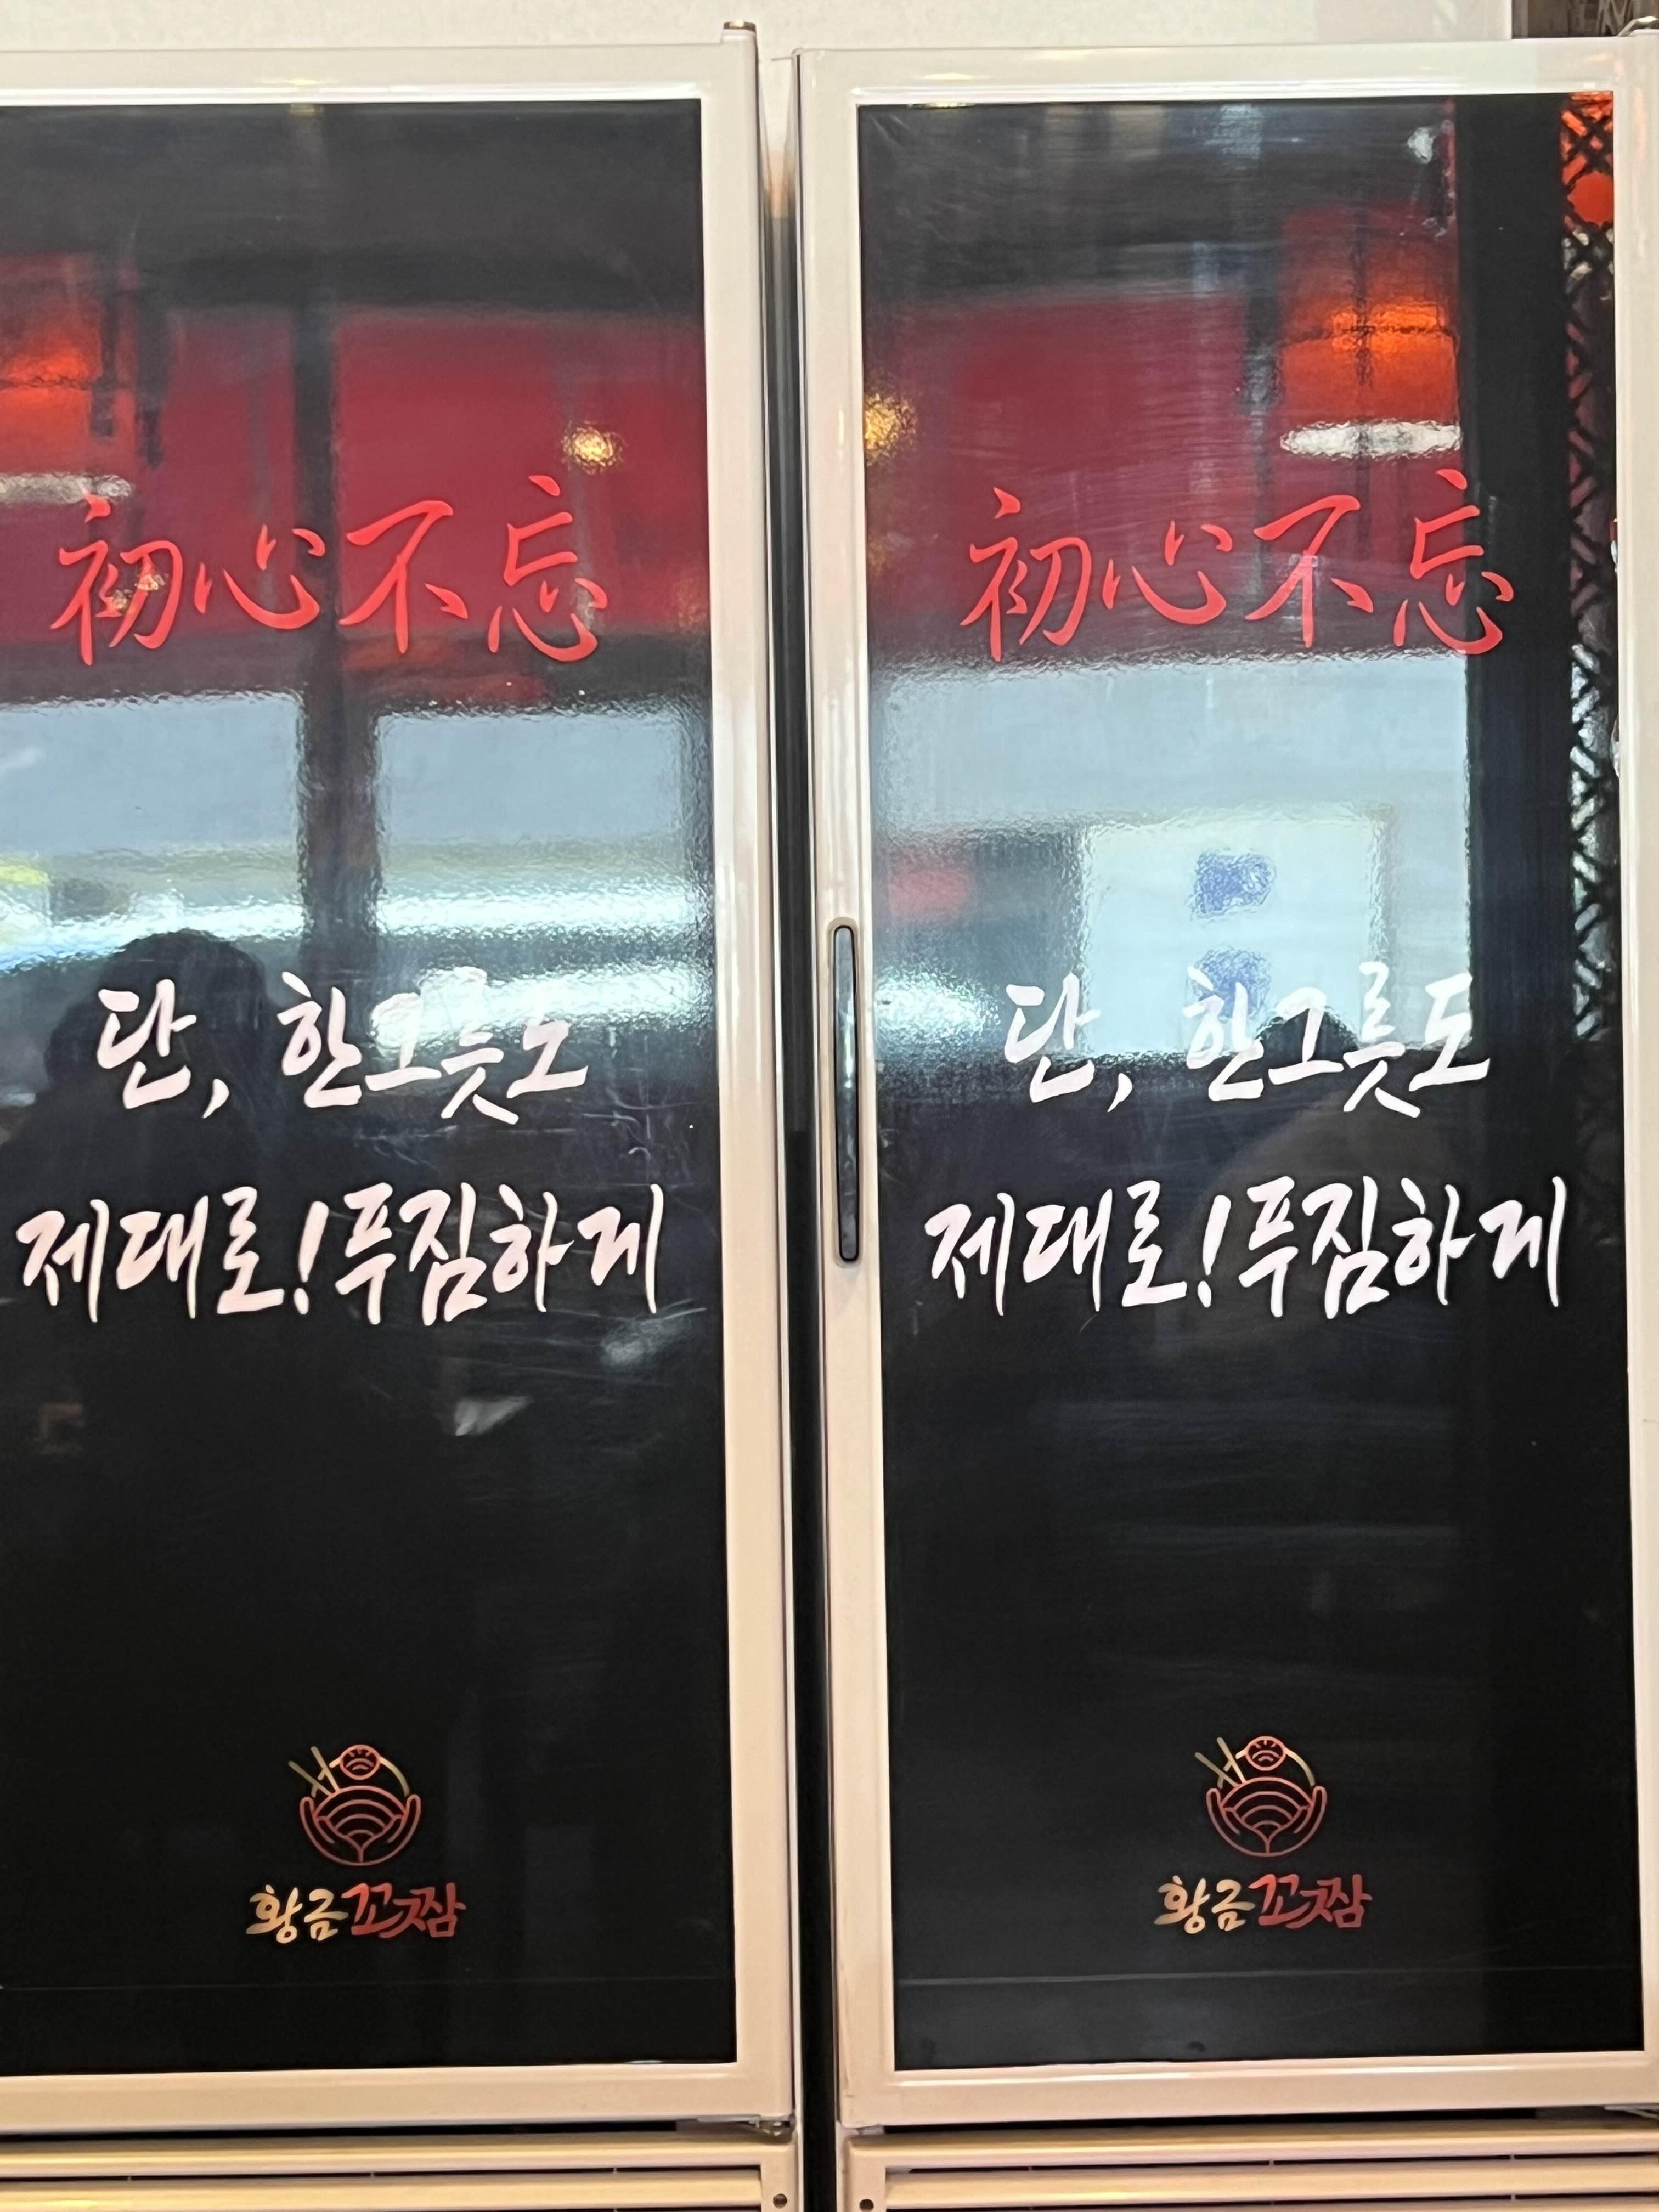 初心不忘
단, 한그릇도
제대로! 푸짐하게
황금꼬짬
初心不忘
단, 한그릇도
제대로! 푸짐하게
황금꼬짬